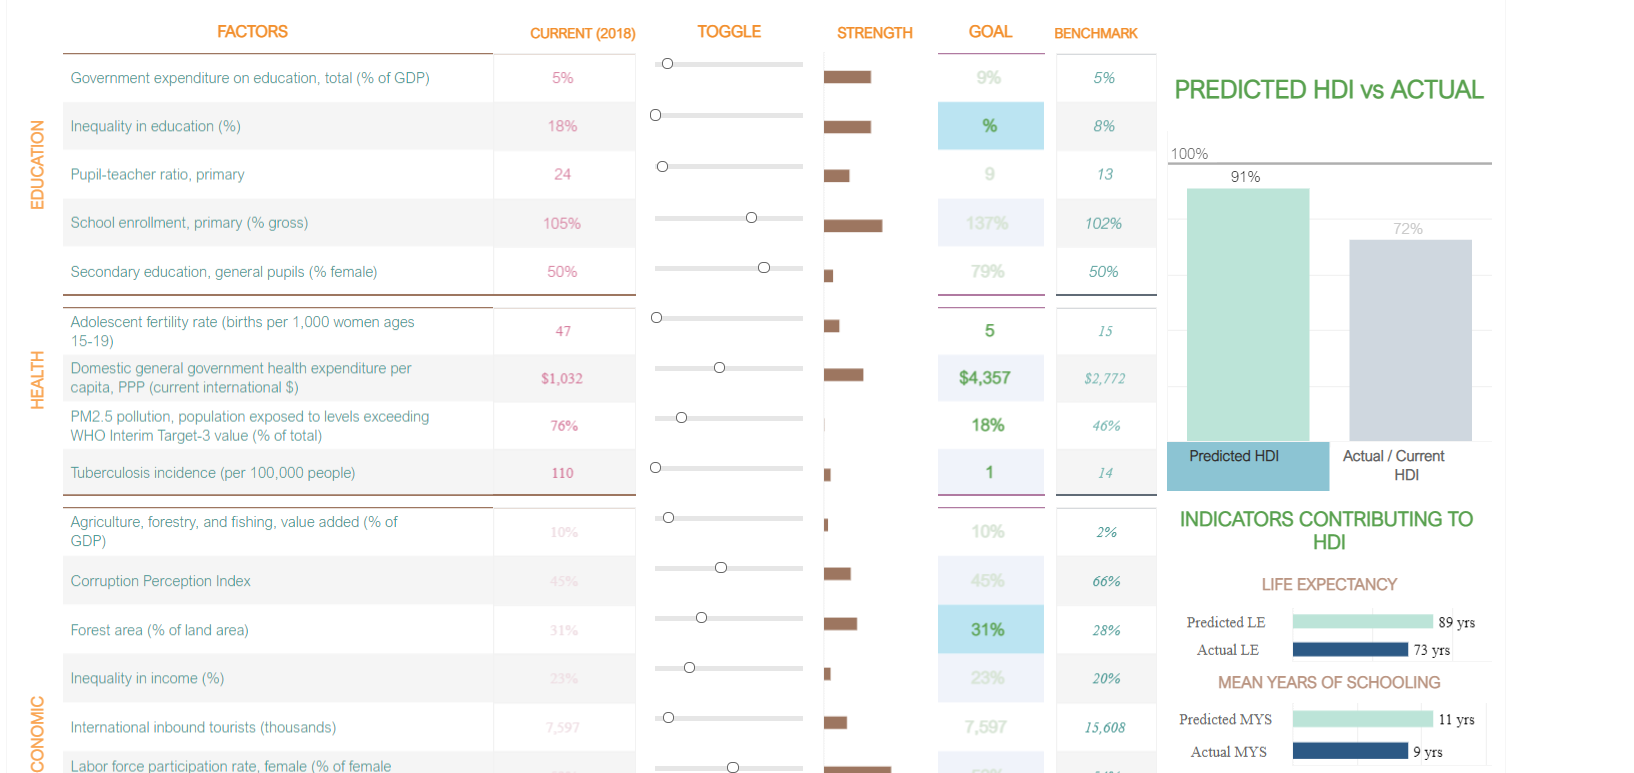 FACTORS CURRENT (2018) TOGGLE STRENGTH GOAL BENCHMARK
EDUCATION
Government expenditure on education, total (% of GDP) 5% 9% 5%
Inequality in education (%) 18% % 8%
Pupil-teacher ratio, primary 24 9 13
School enrollment, primary (% gross) 105% 137% 102%
Secondary education, general pupils (% female) 50% 79% 50%
HEALTH
Adolescent fertility rate (births per 1,000 women ages
15-19) 47 5 15
Domestic general government health expenditure per
capita, PPP (current international $) $1,032 $4,357 $2,772
PM2.5 pollution, population exposed to levels exceeding
WHO Interim Target-3 value (% of total) 76% 18% 46%
Tuberculosis incidence (per 100,000 people) 110 1 14
CONOMIC
Agriculture, forestry, and fishing, value added (% of
GDP) 10% 10% 2%
Corruption Perception Index 45% 45% 66%
Forest area (% of land area) 31% 31% 28%
Inequality in income (%) 23% 23% 20%
International inbound tourists (thousands) 7,597 7,597 15,608
Labor force participation rate, female (% of female
PREDICTED HDI vs ACTUAL
100%
91%
72%
Predicted HDI
Actual / Current
HDI
INDICATORS CONTRIBUTING TO
HDI
LIFE EXPECTANCY
Predicted LE 89 yrs
Actual LE 73 yrs
MEAN YEARS OF SCHOOLING
Predicted MYS 11 yrs
Actual MYS 9 yrs